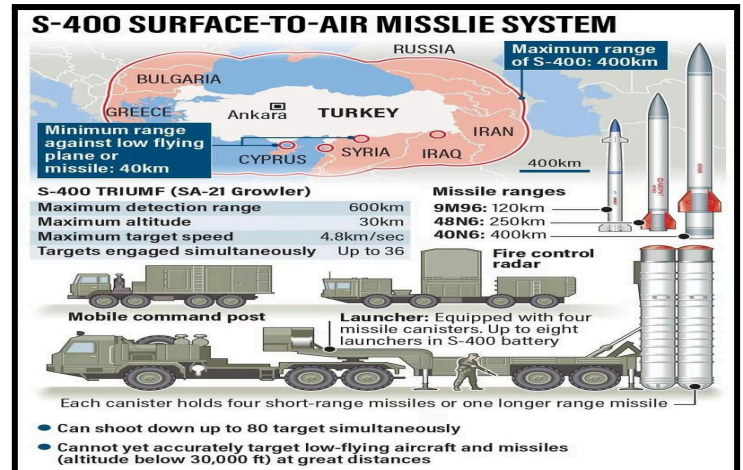 S-400 SURFACE-TO-AIR MISSLIE SYSTEM
RUSSIA
Maximum range
of S-400: 400km
BULGARIA
GREECE
Ankara
TURKEY
Minimum range
against low flying
plane or
missile: 40km
CYPRUS
SYRIA
IRAQ
IRAN
400km
S-400 TRIUMF (SA-21 Growler)
Maximum detection range 600km
Maximum altitude 30km
Maximum target speed 4.8km/sec
Targets engaged simultaneously Up to 36
Missile ranges
9M96: 120km
48N6: 250km
40N6: 400km
Fire control
radar
Mobile command post
Launcher: Equipped with four
missile canisters. Up to eight
launchers in S-400 battery
Each canister holds four short-range missiles or one longer range missile
● Can shoot down up to 80 target simultaneously
● Cannot yet accurately target low-flying aircraft and missiles
(altitude below 30,000 ft) at great distances